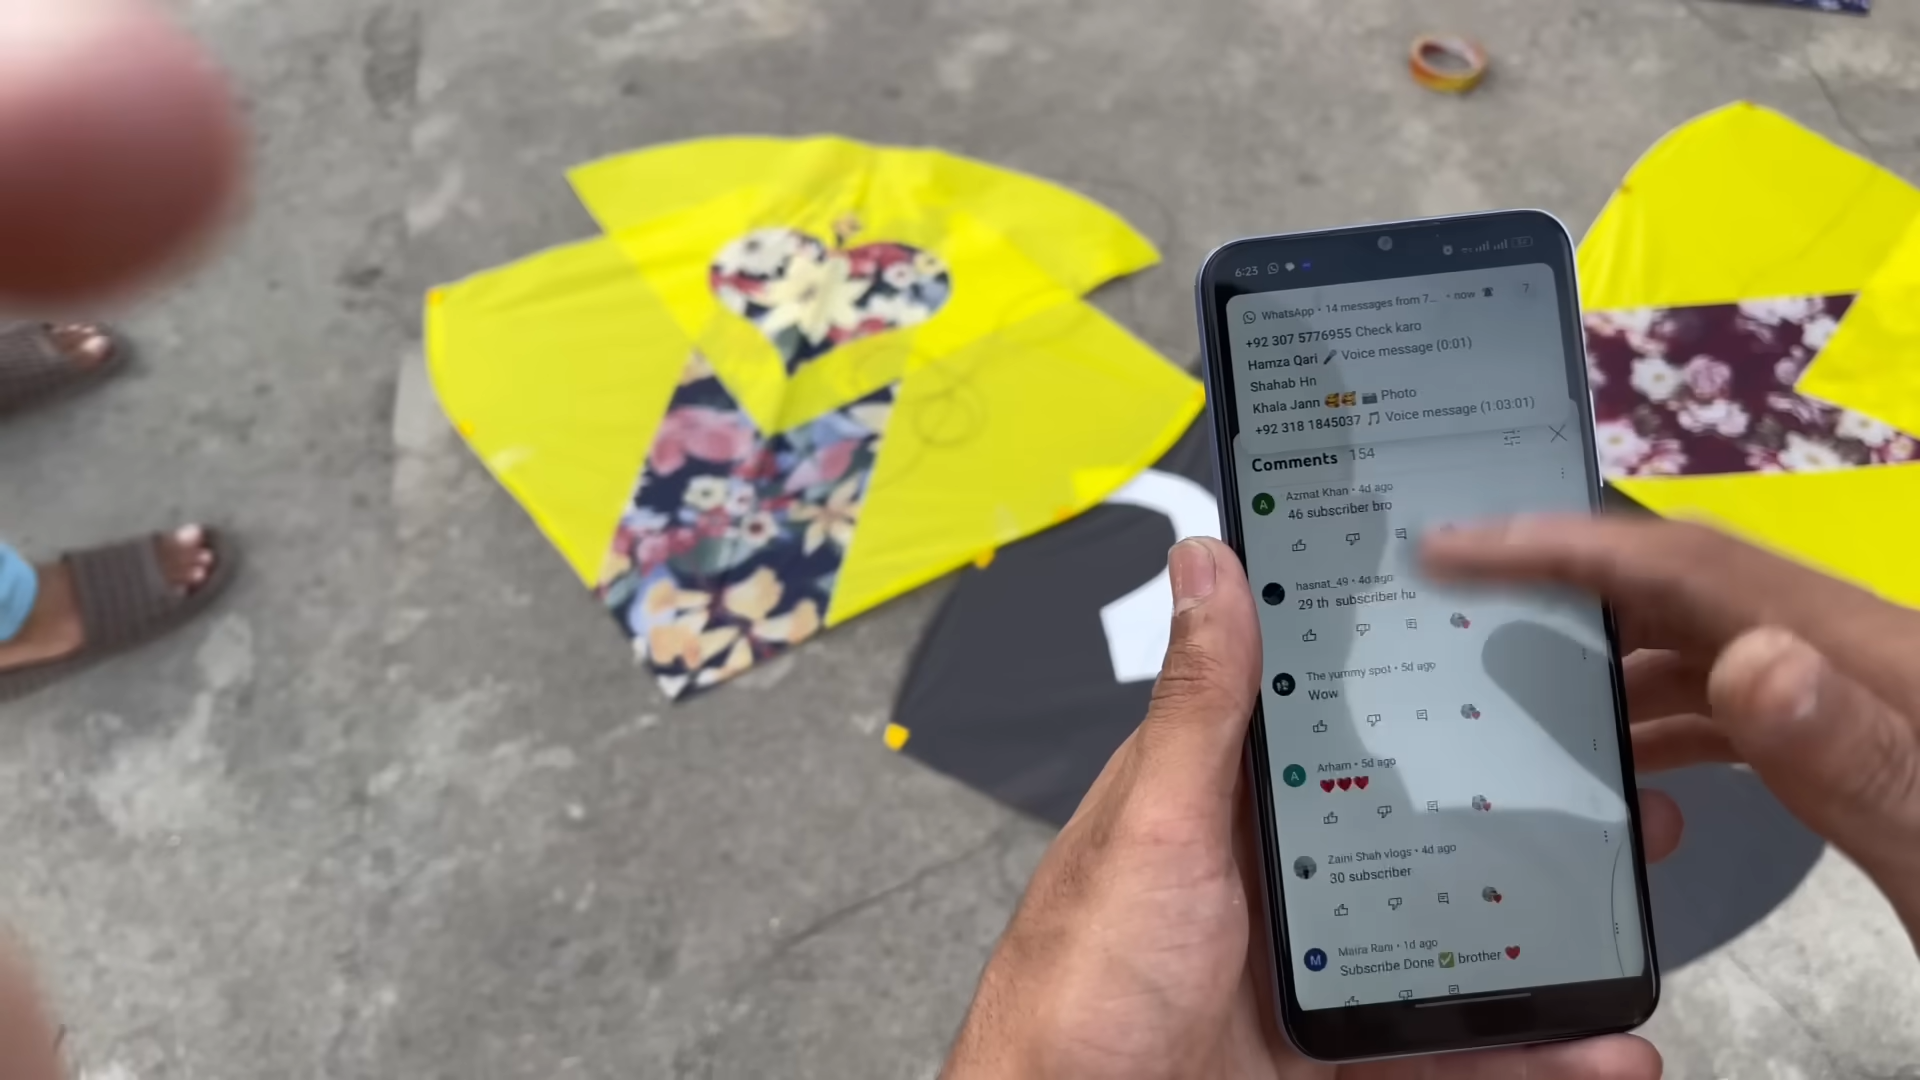 6:23
WhatsApp • 14 messages from 7... • now
7
+92 307 5776955 Check karo
Hamza Qari 🎤 Voice message (0:01)
Shahab Hn
Khala Jann 🥰🥰 📷 Photo
+92 318 1845037 🎵 Voice message (1:03:01)
Comments 154
A
Azmat Khan • 4d ago
46 subscriber bro
hasnat_49 • 4d ago
29 th subscriber hu
The yummy spot • 5d ago
Wow
A
Arham • 5d ago
❤️❤️❤️
Zaini Shah vlogs • 4d ago
30 subscriber
M
Maira Rani • 1d ago
Subscribe Done ✅ brother ❤️